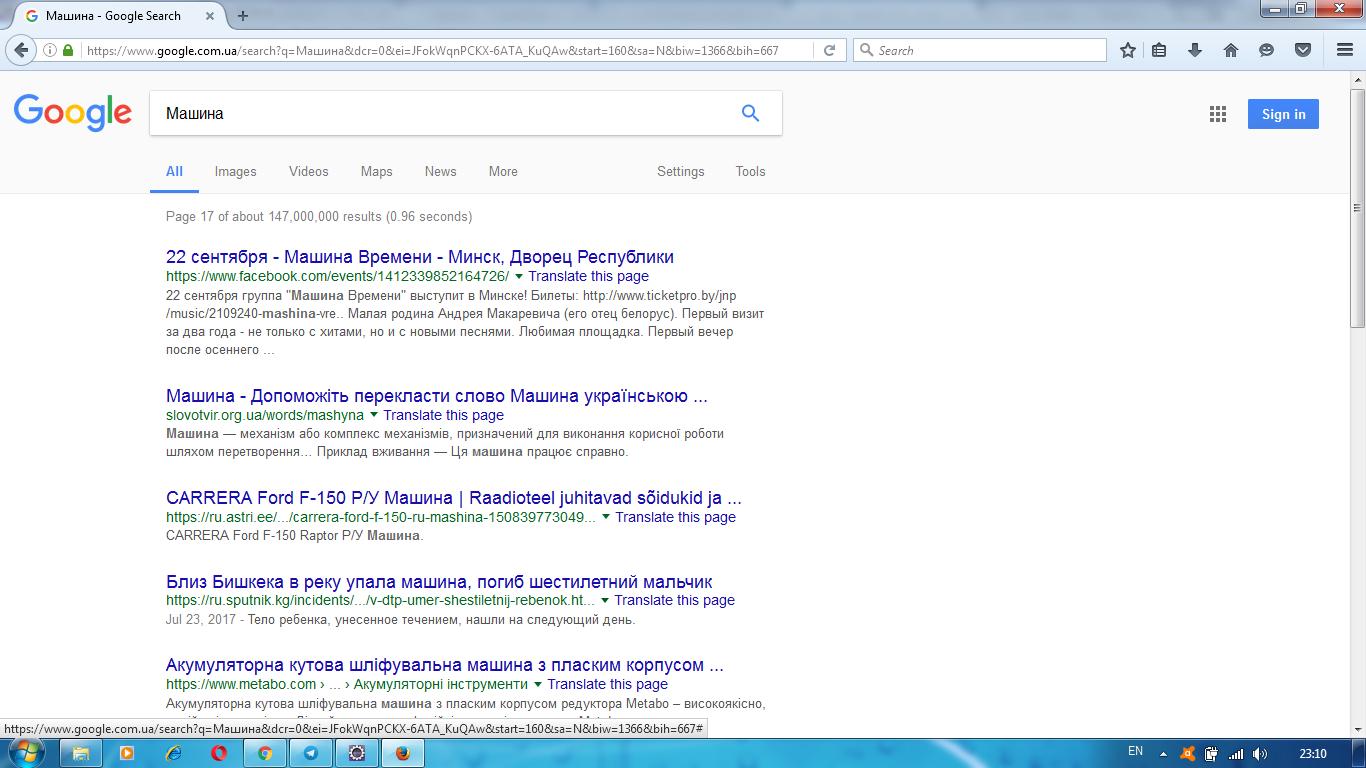 Машина - Google Search
https://www.google.com.ua/search?q=Машина&dcr=0&ei=JFokWqnPCKX-6ATA_KuQAw&start=160&sa=N&biw=1366&bih=667
Search
Google
Машина
Sign in
All Images Videos Maps News More Settings Tools
Page 17 of about 147,000,000 results (0.96 seconds)
22 сентября - Машина Времени - Минск, Дворец Республики
https://www.facebook.com/events/1412339852164726/ Translate this page
22 сентября группа "Машина Времени" выступит в Минске! Билеты: http://www.ticketpro.by/jnp
/music/2109240-mashina-vre.. Малая родина Андрея Макаревича (его отец белорус). Первый визит
за два года - не только с хитами, но и с новыми песнями. Любимая площадка. Первый вечер
после осеннего ...
Машина - Допоможіть перекласти слово Машина українською ...
slovotvir.org.ua/words/mashyna Translate this page
Машина — механізм або комплекс механізмів, призначений для виконання корисної роботи
шляхом перетворення... Приклад вживання — Ця машина працює справно.
CARRERA Ford F-150 Р/У Машина | Raadioteel juhitavad sõidukid ja ...
https://ru.astri.ee/.../carrera-ford-f-150-ru-mashina-150839773049... Translate this page
CARRERA Ford F-150 Raptor Р/У Машина.
Близ Бишкека в реку упала машина, погиб шестилетний мальчик
https://ru.sputnik.kg/incidents/.../v-dtp-umer-shestiletnij-rebenok.ht... Translate this page
Jul 23, 2017 - Тело ребенка, унесенное течением, нашли на следующий день.
Акумуляторна кутова шліфувальна машина з пласким корпусом ...
https://www.metabo.com › ... › Акумуляторні інструменти Translate this page
Акумуляторна кутова шліфувальна машина з пласким корпусом редуктора Metabo – високоякісно,
https://www.google.com.ua/search?q=Машина&dcr=0&ei=JFokWqnPCKX-6ATA_KuQAw&start=160&sa=N&biw=1366&bih=667#
EN 23:10